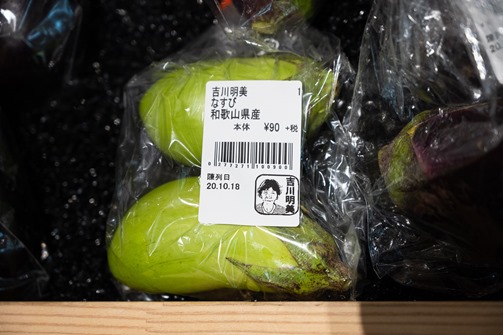 吉川明美 1
なすび
和歌山県産
本体 ¥90 +税
陳列日
20.10.18
吉川明美